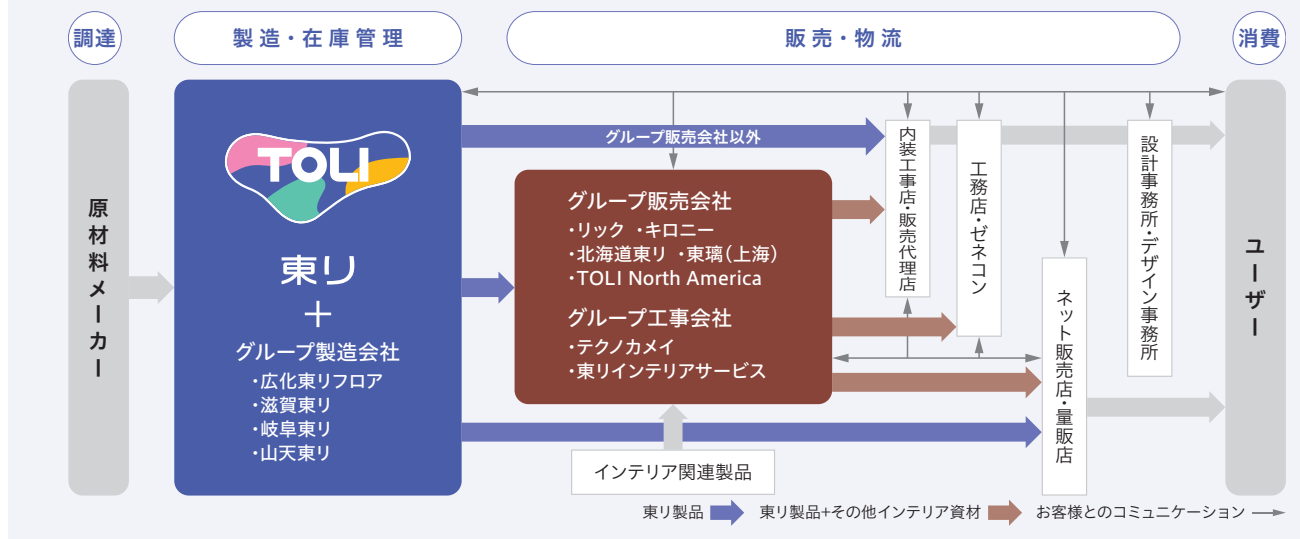 調達
製造・在庫管理
販売・物流
消費
原材料メーカー
TOLI
東リ
+
グループ製造会社
・広化東リフロア
・滋賀東リ
・岐阜東リ
・山天東リ
グループ販売会社以外
グループ販売会社
・リック ・キロニー
・北海道東リ ・東璃(上海)
・TOLI North America
グループ工事会社
・テクノカメイ
・東リインテリアサービス
インテリア関連製品
内装工事店・販売代理店
工務店・ゼネコン
ネット販売店・量販店
設計事務所・デザイン事務所
ユーザー
東リ製品
東リ製品+その他インテリア資材
お客様とのコミュニケーション